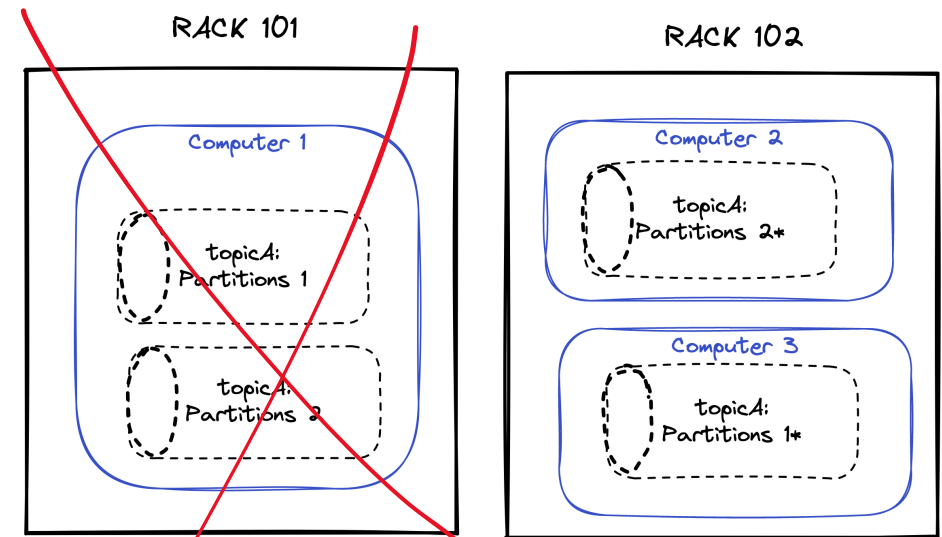 RACK 101
Computer 1
topicA:
Partitions 1
topicA:
Partitions 2
RACK 102
Computer 2
topicA:
Partitions 2*
Computer 3
topicA:
Partitions 1*